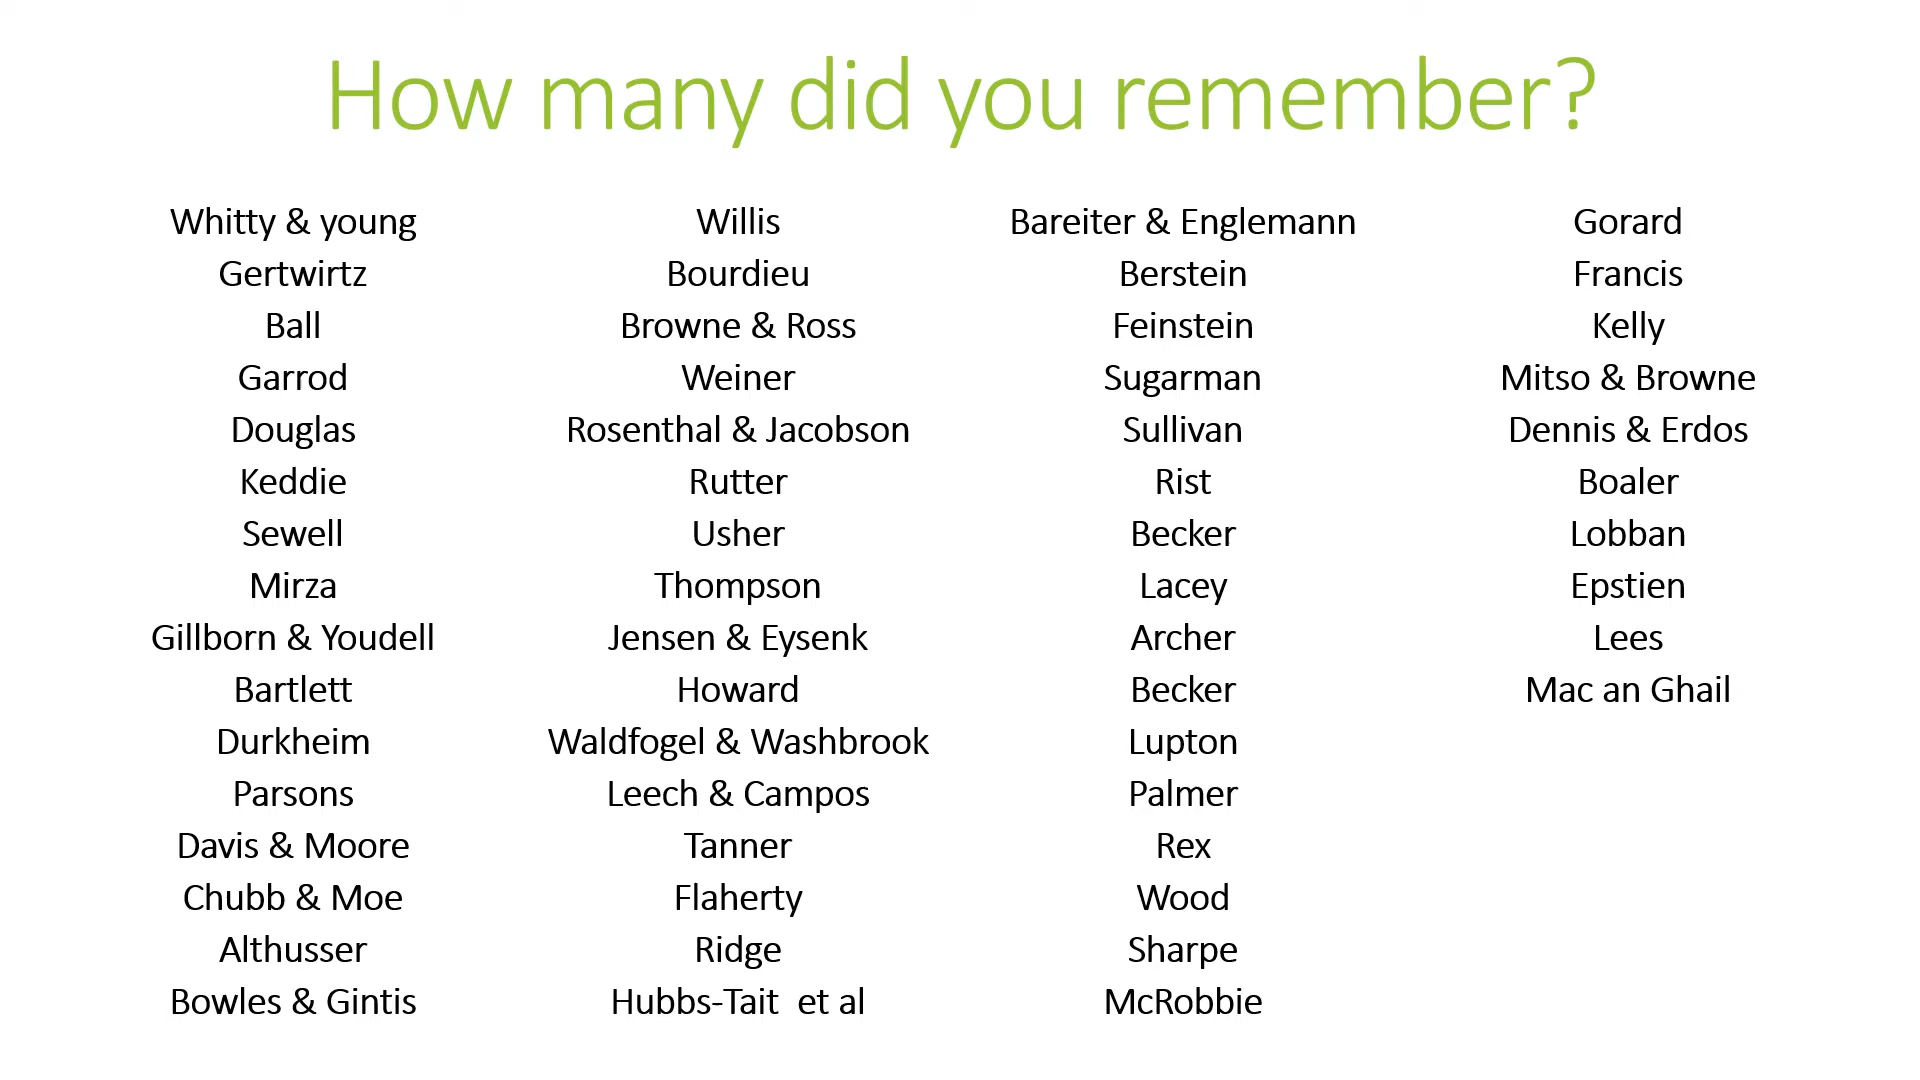 How many did you remember?
Whitty & young
Gertwirtz
Ball
Garrod
Douglas
Keddie
Sewell
Mirza
Gillborn & Youdell
Bartlett
Durkheim
Parsons
Davis & Moore
Chubb & Moe
Althusser
Bowles & Gintis
Willis
Bourdieu
Browne & Ross
Weiner
Rosenthal & Jacobson
Rutter
Usher
Thompson
Jensen & Eysenk
Howard
Waldfogel & Washbrook
Leech & Campos
Tanner
Flaherty
Ridge
Hubbs-Tait  et al
Bareiter & Englemann
Berstein
Feinstein
Sugarman
Sullivan
Rist
Becker
Lacey
Archer
Becker
Lupton
Palmer
Rex
Wood
Sharpe
McRobbie
Gorard
Francis
Kelly
Mitso & Browne
Dennis & Erdos
Boaler
Lobban
Epstien
Lees
Mac an Ghail